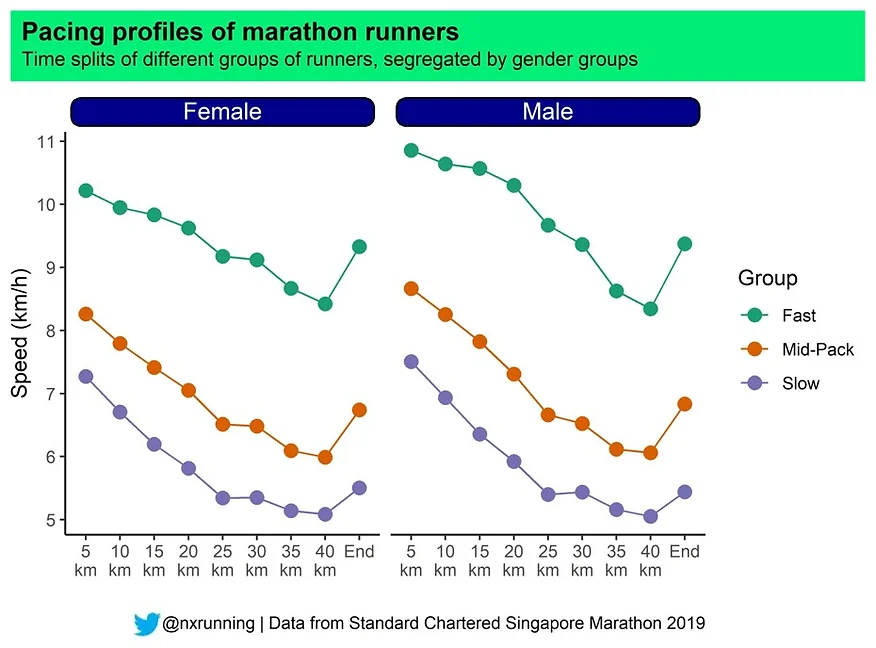 Pacing profiles of marathon runners
Time splits of different groups of runners, segregated by gender groups
Female
Male
Speed (km/h)
11
10
9
8
7
6
5
5 km 10 km 15 km 20 km 25 km 30 km 35 km 40 km End
5 km 10 km 15 km 20 km 25 km 30 km 35 km 40 km End
Group
Fast
Mid-Pack
Slow
@nxrunning | Data from Standard Chartered Singapore Marathon 2019